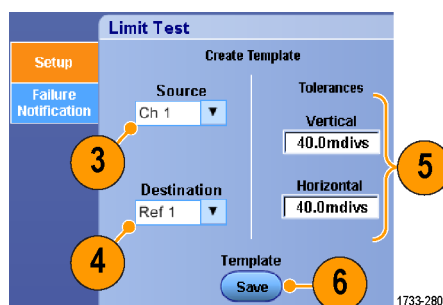 Limit Test
Setup
Failure
Notification
Create Template
Source
Ch 1
3
Destination
Ref 1
4
Tolerances
Vertical
40.0mdivs
Horizontal
40.0mdivs
5
Template
Save
6
1733-280